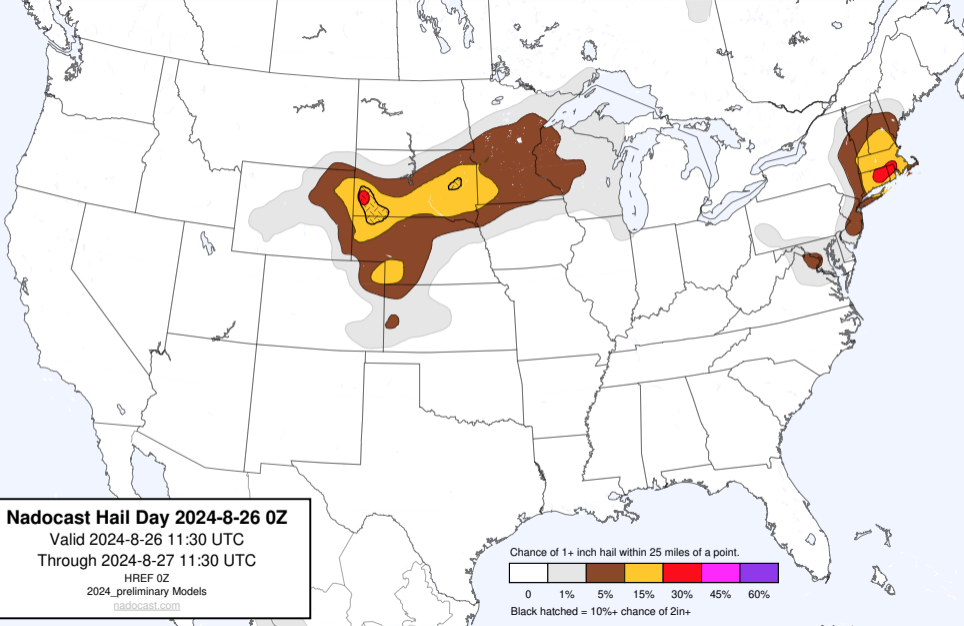 Nadocast Hail Day 2024-8-26 0Z
Valid 2024-8-26 11:30 UTC
Through 2024-8-27 11:30 UTC
HREF 0Z
2024_preliminary Models
nadocast.com
Chance of 1+ inch hail within 25 miles of a point.
0 1% 5% 15% 30% 45% 60%
Black hatched = 10%+ chance of 2in+